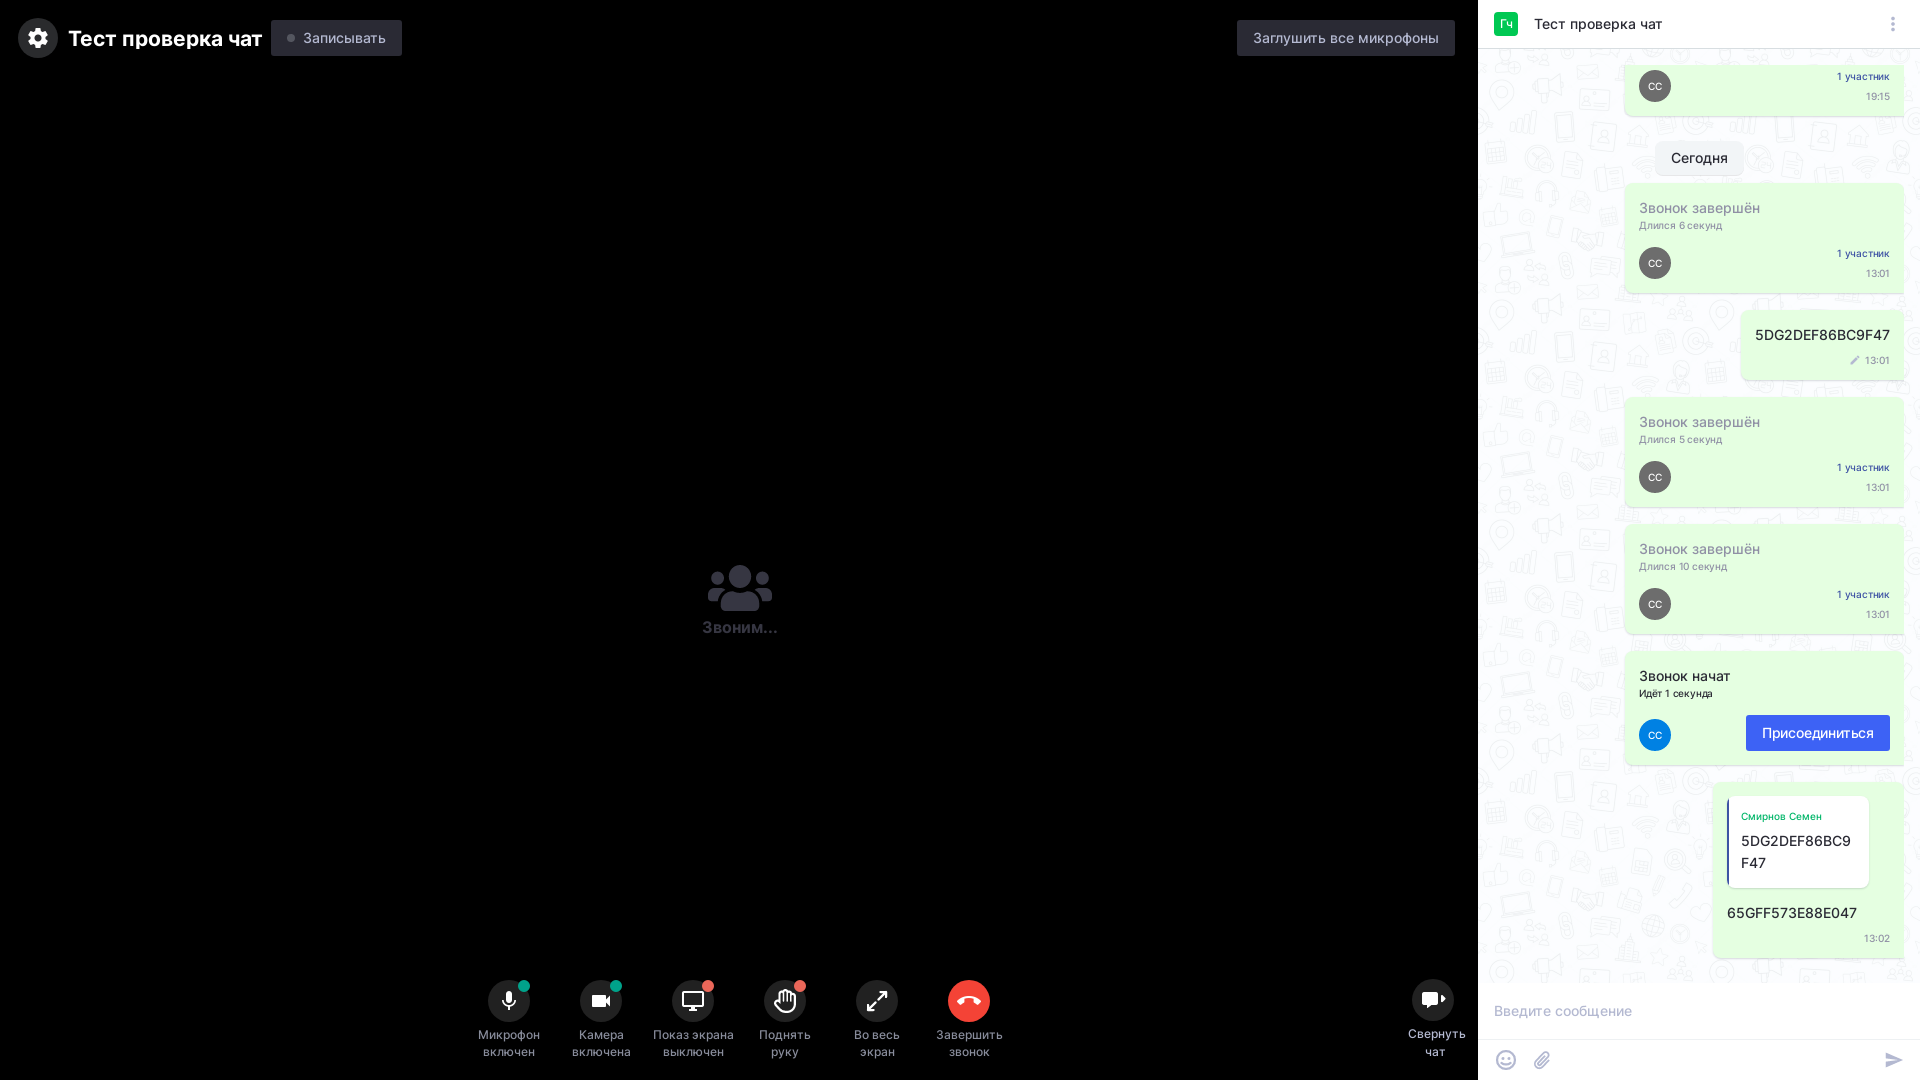 Тест проверка чат
Записывать
Заглушить все микрофоны
Звоним...
Микрофон
включен
Камера
включена
Показ экрана
выключен
Поднять
руку
Во весь
экран
Завершить
звонок
Свернуть
чат
Гч
Тест проверка чат
СС
1 участник
19:15
Сегодня
Звонок завершён
Длился 6 секунд
СС
1 участник
13:01
5DG2DEF86BC9F47
13:01
Звонок завершён
Длился 5 секунд
СС
1 участник
13:01
Звонок завершён
Длился 10 секунд
СС
1 участник
13:01
Звонок начат
Идёт 1 секунда
СС
Присоединиться
Смирнов Семен
5DG2DEF86BC9
F47
65GFF573E88E047
13:02
Введите сообщение